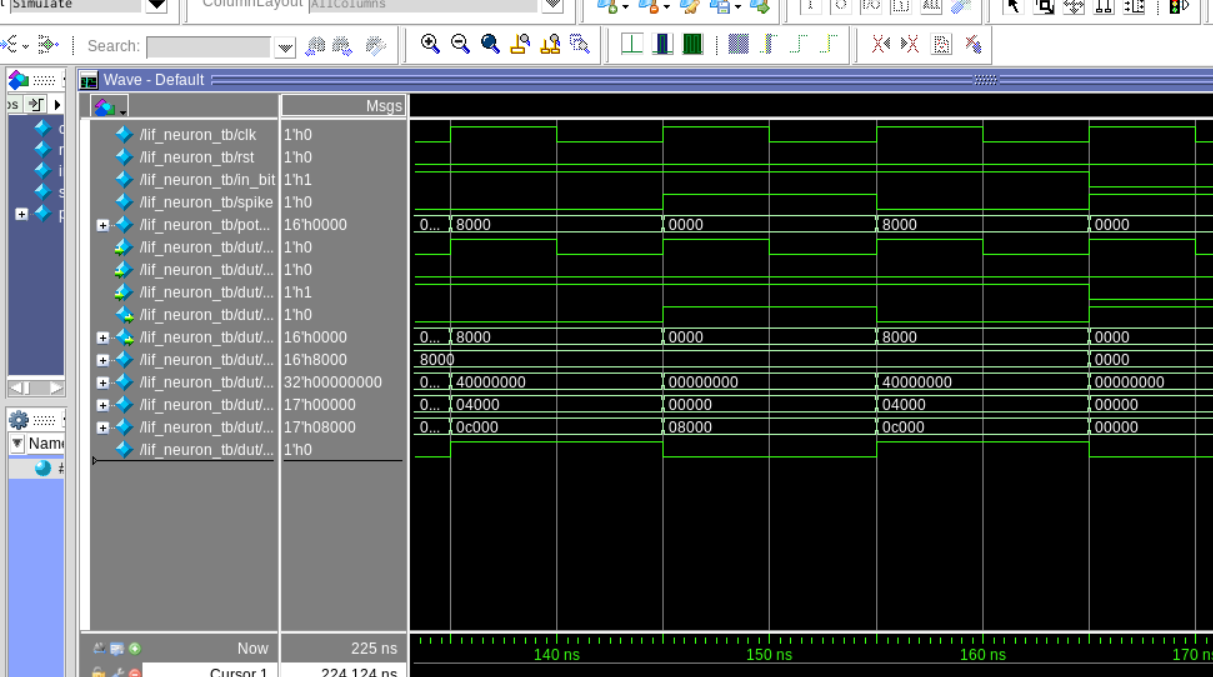 Simulate
ColumnLayout AllColumns
Search:
Wave - Default
Msgs
/lif_neuron_tb/clk 1'h0
/lif_neuron_tb/rst 1'h0
/lif_neuron_tb/in_bit 1'h1
/lif_neuron_tb/spike 1'h0
/lif_neuron_tb/pot... 16'h0000 0... 8000 0000 8000 0000
/lif_neuron_tb/dut/... 1'h0
/lif_neuron_tb/dut/... 1'h0
/lif_neuron_tb/dut/... 1'h1
/lif_neuron_tb/dut/... 1'h0
/lif_neuron_tb/dut/... 16'h0000 0... 8000 0000 8000 0000
/lif_neuron_tb/dut/... 16'h8000 8000 0000
/lif_neuron_tb/dut/... 32'h00000000 0... 40000000 00000000 40000000 00000000
/lif_neuron_tb/dut/... 17'h00000 0... 04000 00000 04000 00000
/lif_neuron_tb/dut/... 17'h08000 0... 0c000 08000 0c000 00000
/lif_neuron_tb/dut/... 1'h0
Name
Now 225 ns
140 ns 150 ns 160 ns 170 ns
Cursor 1 224.124 ns